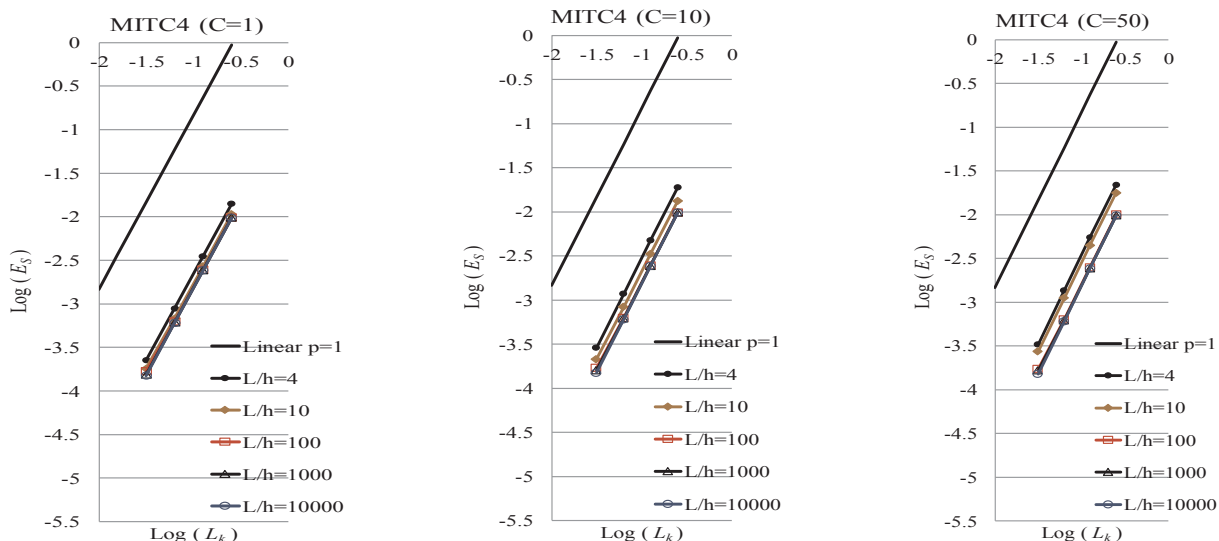 MITC4 (C=1)
0
-2 -1.5 -1 -0.5 0
-0.5
-1
-1.5
-2
-2.5
-3
-3.5
-4
-4.5
-5
-5.5
Log ( E_S )
Linear p=1
L/h=4
L/h=10
L/h=100
L/h=1000
L/h=10000
Log ( L_k )
MITC4 (C=10)
0
-2 -1.5 -1 -0.5 0
-0.5
-1
-1.5
-2
-2.5
-3
-3.5
-4
-4.5
-5
-5.5
Log ( E_S )
Linear p=1
L/h=4
L/h=10
L/h=100
L/h=1000
L/h=10000
Log ( L_k )
MITC4 (C=50)
0
-2 -1.5 -1 -0.5 0
-0.5
-1
-1.5
-2
-2.5
-3
-3.5
-4
-4.5
-5
-5.5
Log ( E_S )
Linear p=1
L/h=4
L/h=10
L/h=100
L/h=1000
L/h=10000
Log ( L_k )